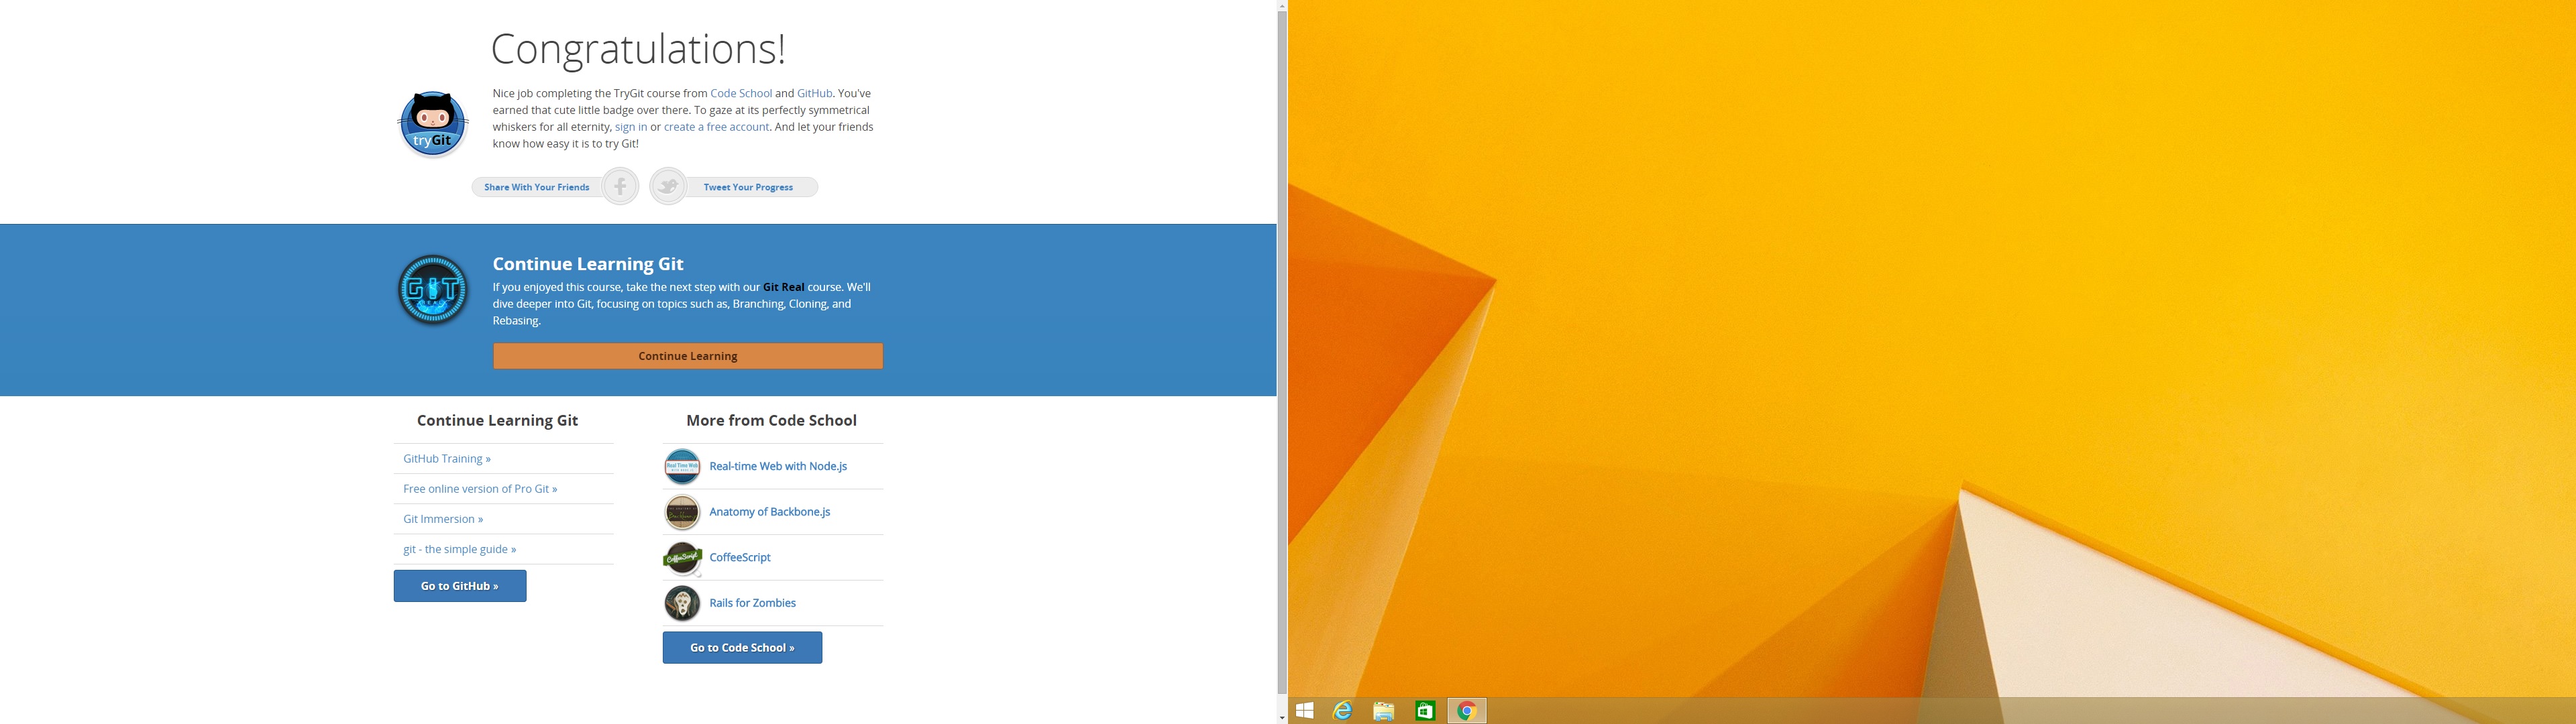 Congratulations!
Nice job completing the TryGit course from Code School and GitHub. You've
earned that cute little badge over there. To gaze at its perfectly symmetrical
whiskers for all eternity, sign in or create a free account. And let your friends
know how easy it is to try Git!
tryGit
Share With Your Friends
Tweet Your Progress
Continue Learning Git
If you enjoyed this course, take the next step with our Git Real course. We'll
dive deeper into Git, focusing on topics such as, Branching, Cloning, and
Rebasing.
GIT
REAL
Continue Learning
Continue Learning Git
GitHub Training »
Free online version of Pro Git »
Git Immersion »
git - the simple guide »
Go to GitHub »
More from Code School
Real Time Web
Real-time Web with Node.js
Anatomy of Backbone.js
CoffeeScript
CoffeeScript
Rails for Zombies
Go to Code School »